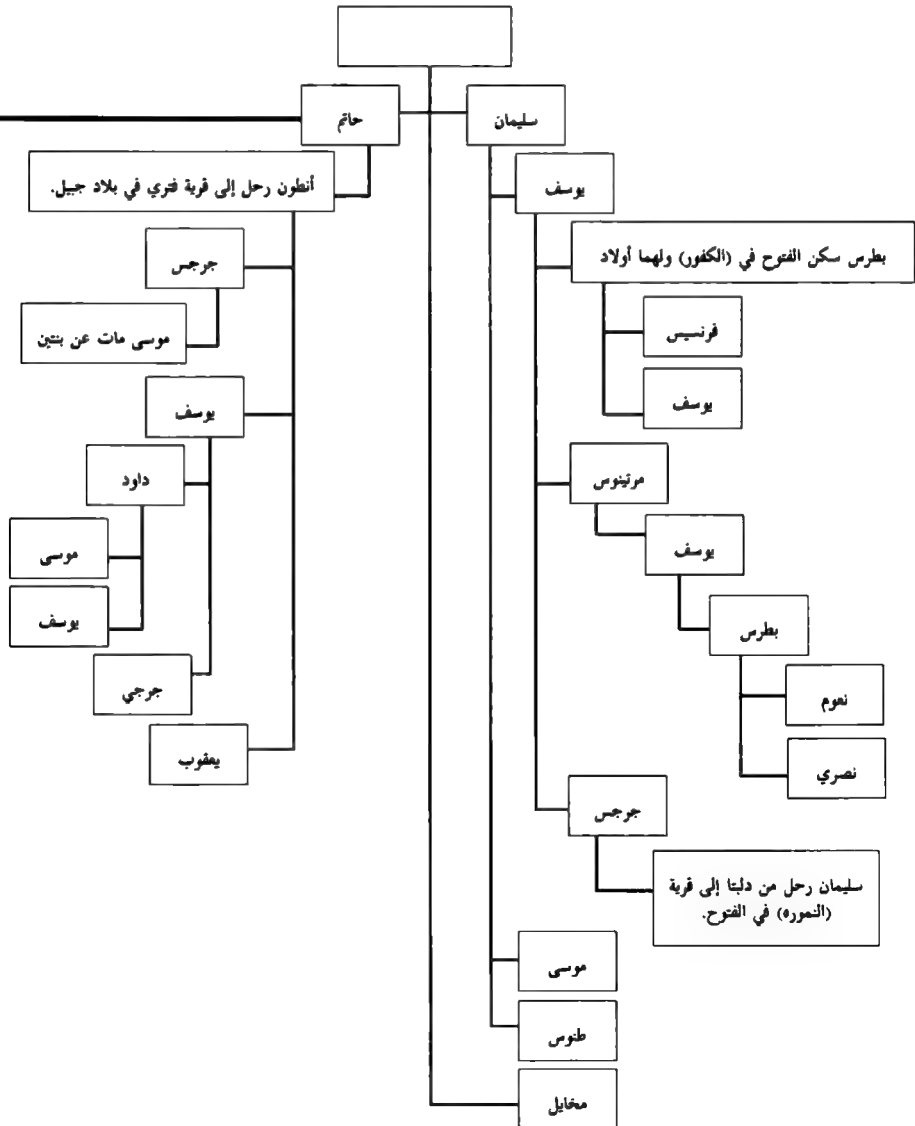 سليمان
حاتم
يوسف
بطرس سكن الفتوح في (الكفور) ولهما أولاد
فرنسيس
يوسف
مرتينوس
يوسف
بطرس
نعوم
نصري
جرجس
سليمان رحل من دلبتا إلى قرية
(النموره) في الفتوح.
موسى
طنوس
مخايل
أنطون رحل إلى قرية فتري في بلاد جبيل.
جرجس
موسى مات عن بنتين
يوسف
داود
موسى
يوسف
جرجي
يعقوب